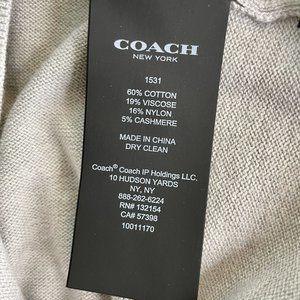 COACH
NEW YORK
1531
60% COTTON
19% VISCOSE
16% NYLON
5% CASHMERE
MADE IN CHINA
DRY CLEAN
Coach® Coach IP Holdings LLC.
10 HUDSON YARDS
NY, NY
888-262-6224
RN# 132154
CA# 57398
10011170